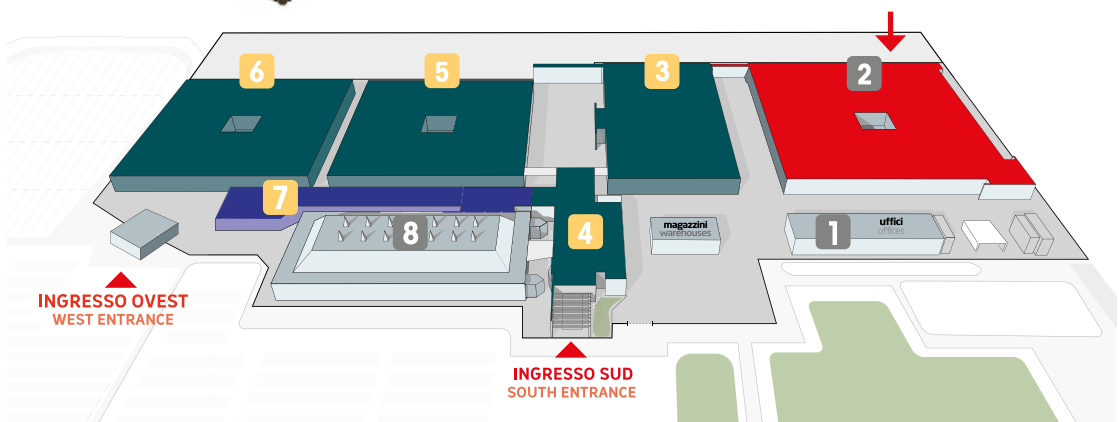 6
5
3
2
7
8
4
magazzini
warehouses
1
uffici
offices
INGRESSO OVEST
WEST ENTRANCE
INGRESSO SUD
SOUTH ENTRANCE